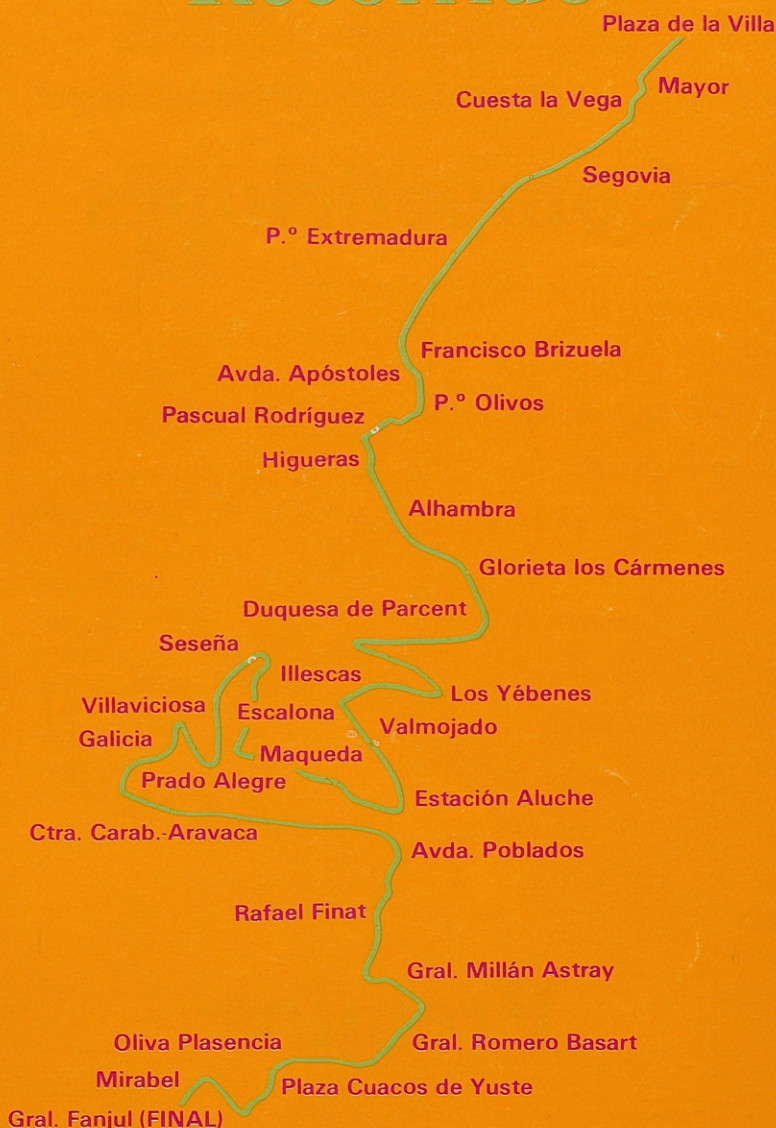 Plaza de la Villa
Mayor
Cuesta la Vega
Segovia
P.º Extremadura
Francisco Brizuela
Avda. Apóstoles
P.º Olivos
Pascual Rodríguez
Higueras
Alhambra
Glorieta los Cármenes
Duquesa de Parcent
Seseña
Illescas
Los Yébenes
Villaviciosa
Escalona
Valmojado
Galicia
Maqueda
Prado Alegre
Estación Aluche
Ctra. Carab.-Aravaca
Avda. Poblados
Rafael Finat
Gral. Millán Astray
Oliva Plasencia
Gral. Romero Basart
Mirabel
Plaza Cuacos de Yuste
Gral. Fanjul (FINAL)